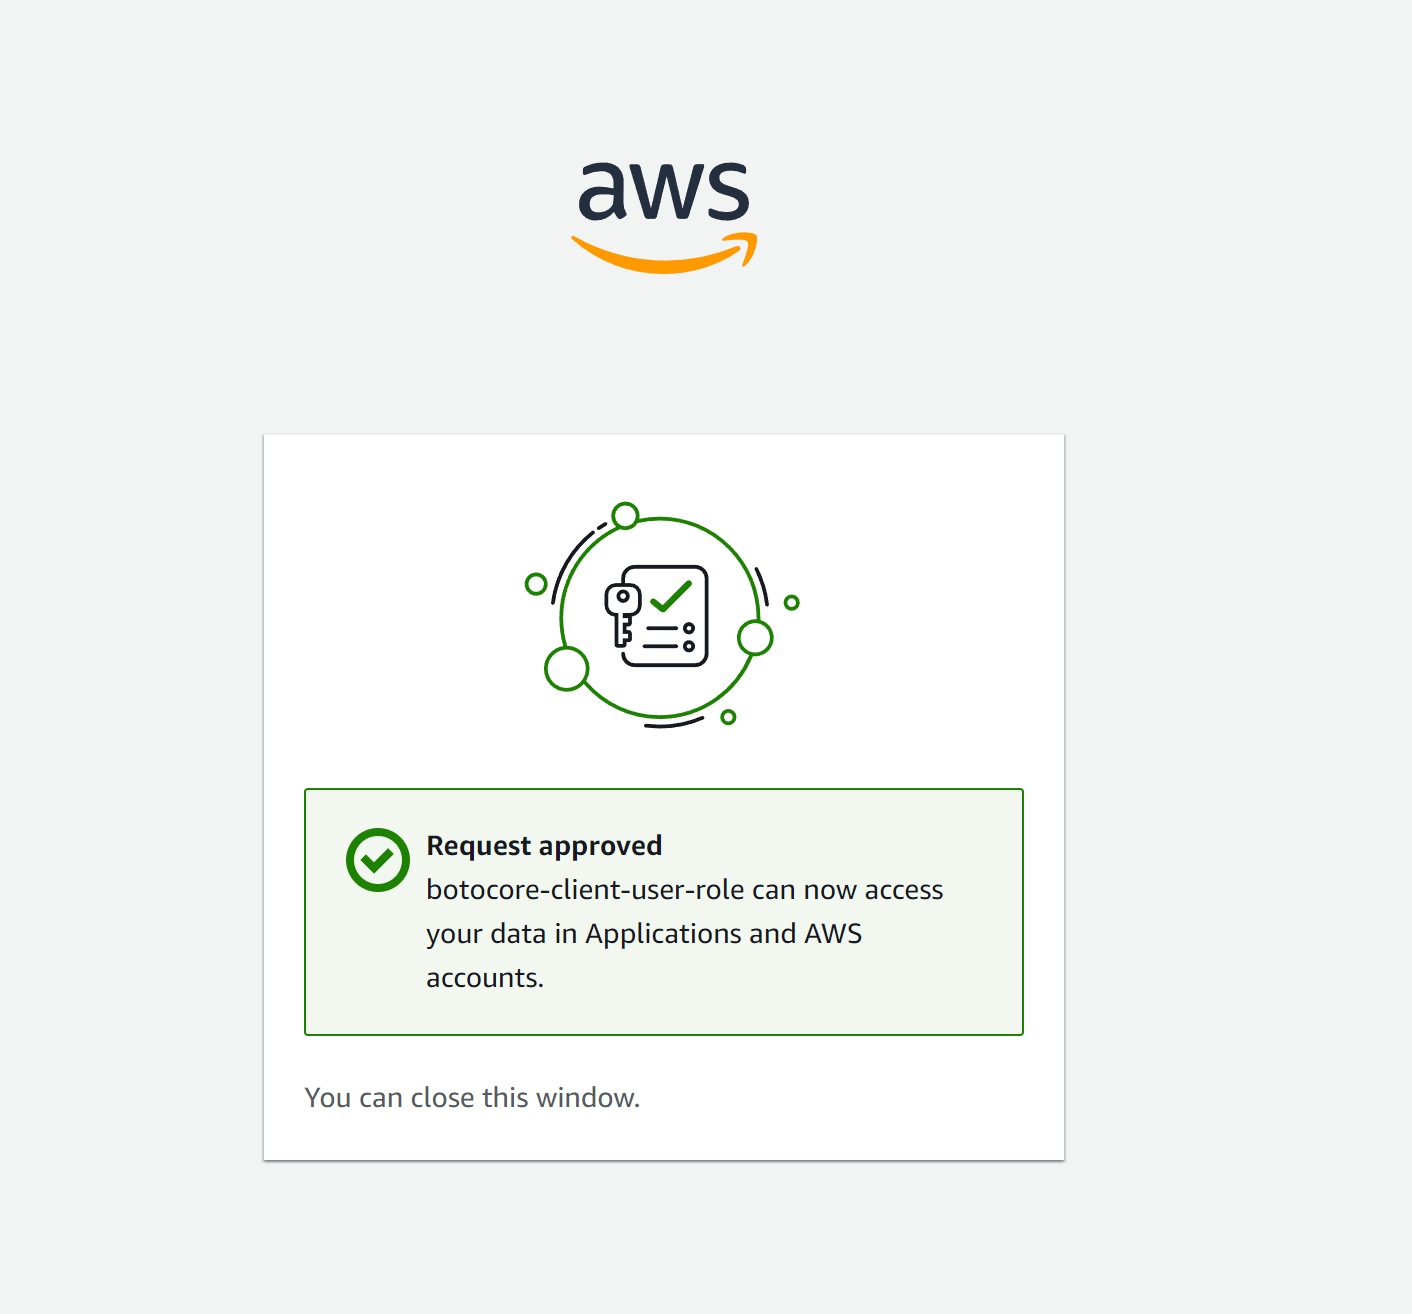 aws
Request approved
botocore-client-user-role can now access
your data in Applications and AWS
accounts.
You can close this window.